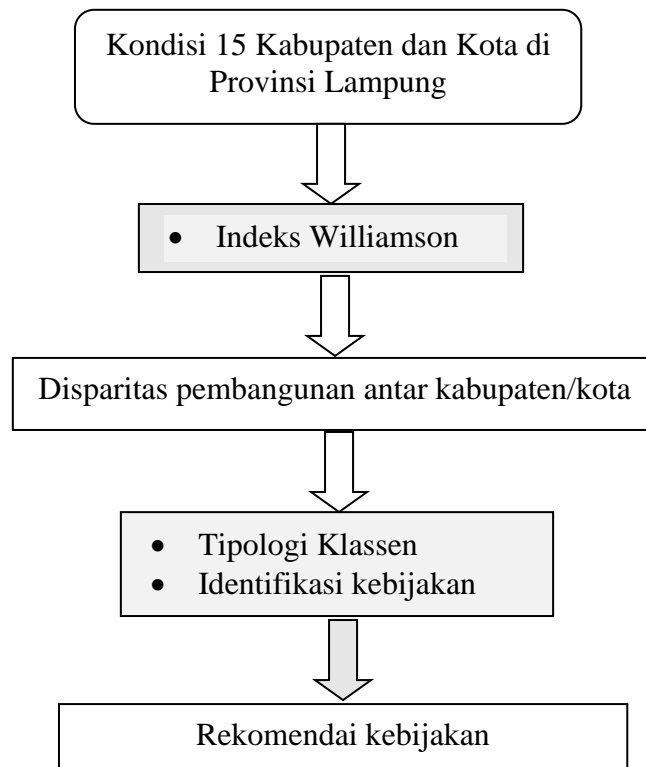 Kondisi 15 Kabupaten dan Kota di
Provinsi Lampung
• Indeks Williamson
Disparitas pembangunan antar kabupaten/kota
• Tipologi Klassen
• Identifikasi kebijakan
Rekomendai kebijakan